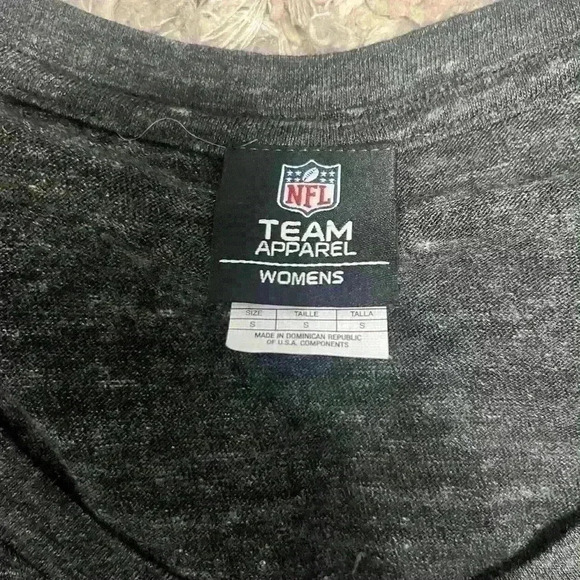 NFL
TEAM
APPAREL
WOMENS
SIZE TAILLE TALLA
S S S
MADE IN DOMINICAN REPUBLIC
OF U.S.A. COMPONENTS